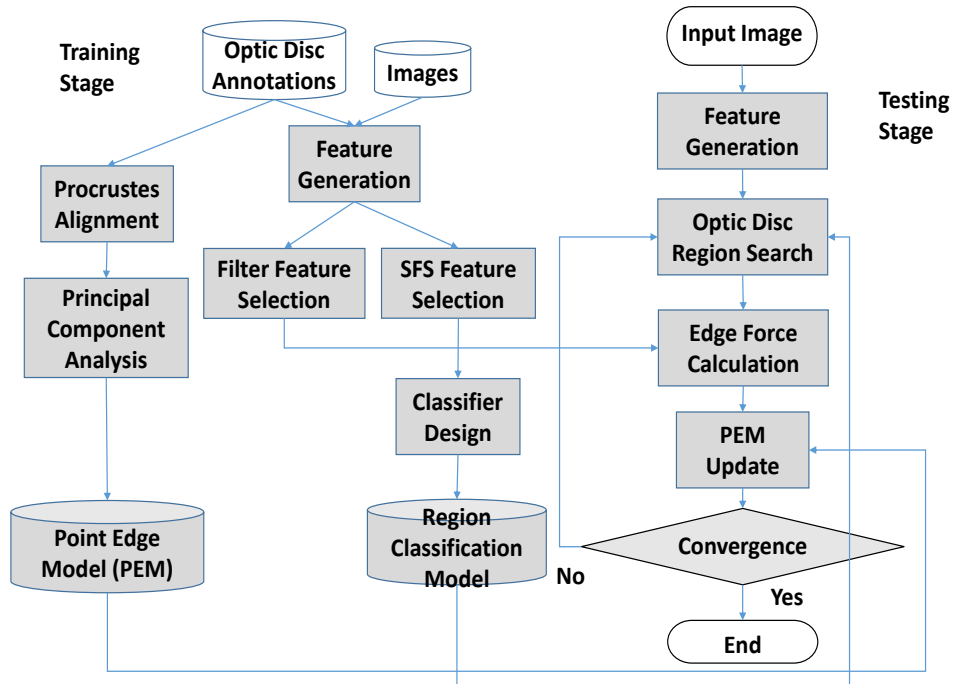 Training
Stage
Optic Disc
Annotations
Images
Procrustes
Alignment
Feature
Generation
Principal
Component
Analysis
Filter Feature
Selection
SFS Feature
Selection
Classifier
Design
Point Edge
Model (PEM)
Region
Classification
Model
Input Image
Testing
Stage
Feature
Generation
Optic Disc
Region Search
Edge Force
Calculation
PEM
Update
Convergence
No
Yes
End